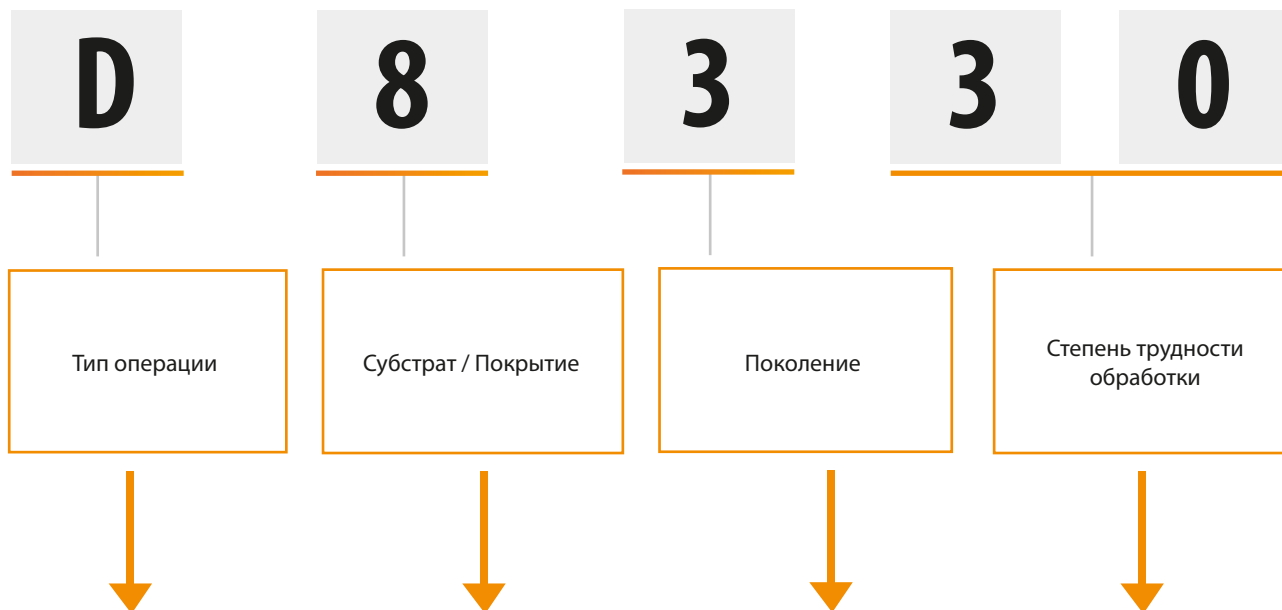 D 8 3 3 0
Тип операции
Субстрат / Покрытие
Поколение
Степень трудности
обработки